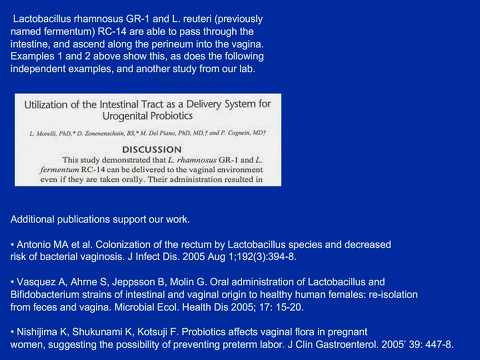 Lactobacillus rhamnosus GR-1 and L. reuteri (previously
named fermentum) RC-14 are able to pass through the
intestine, and ascend along the perineum into the vagina.
Examples 1 and 2 above show this, as does the following
independent examples, and another study from our lab.
Utilization of the Intestinal Tract as a Delivery System for
Urogenital Probiotics
L. Morelli, PhD,* D. Zonenenschain, BS,* M. Del Piano, PhD, MD,† and P. Cognein, MD†
DISCUSSION
This study demonstrated that L. rhamnosus GR-1 and L.
fermentum RC-14 can be delivered to the vaginal environment
even if they are taken orally. Their administration resulted in
Additional publications support our work.
• Antonio MA et al. Colonization of the rectum by Lactobacillus species and decreased
risk of bacterial vaginosis. J Infect Dis. 2005 Aug 1;192(3):394-8.
• Vasquez A, Ahrne S, Jeppsson B, Molin G. Oral administration of Lactobacillus and
Bifidobacterium strains of intestinal and vaginal origin to healthy human females: re-isolation
from feces and vagina. Microbial Ecol. Health Dis 2005; 17: 15-20.
• Nishijima K, Shukunami K, Kotsuji F. Probiotics affects vaginal flora in pregnant
women, suggesting the possibility of preventing preterm labor. J Clin Gastroenterol. 2005’ 39: 447-8.